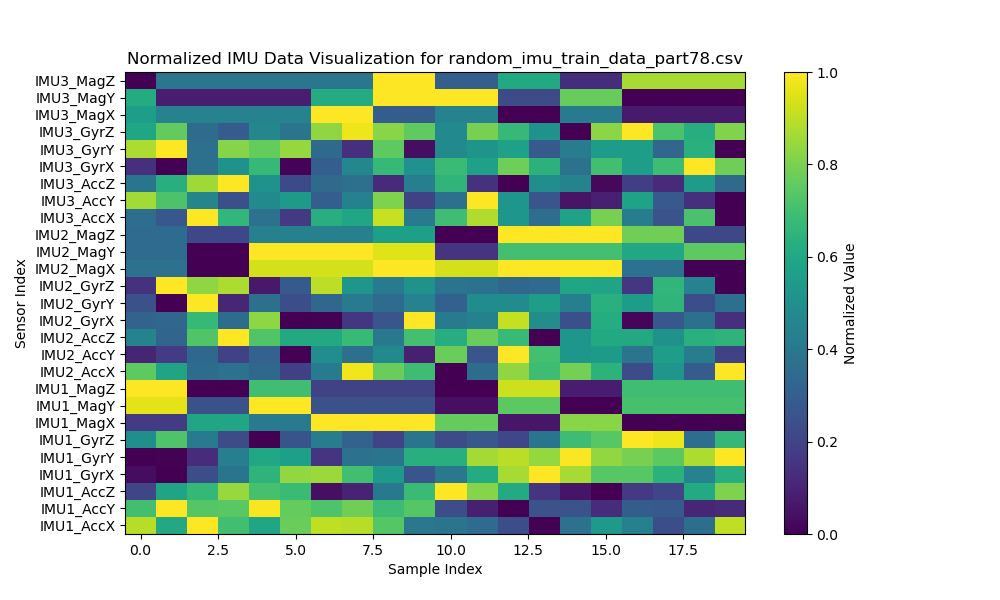 Normalized IMU Data Visualization for random_imu_train_data_part78.csv
Sensor Index
IMU3_MagZ
IMU3_MagY
IMU3_MagX
IMU3_GyrZ
IMU3_GyrY
IMU3_GyrX
IMU3_AccZ
IMU3_AccY
IMU3_AccX
IMU2_MagZ
IMU2_MagY
IMU2_MagX
IMU2_GyrZ
IMU2_GyrY
IMU2_GyrX
IMU2_AccZ
IMU2_AccY
IMU2_AccX
IMU1_MagZ
IMU1_MagY
IMU1_MagX
IMU1_GyrZ
IMU1_GyrY
IMU1_GyrX
IMU1_AccZ
IMU1_AccY
IMU1_AccX
0.0 2.5 5.0 7.5 10.0 12.5 15.0 17.5
Sample Index
1.0
0.8
0.6
0.4
0.2
0.0
Normalized Value